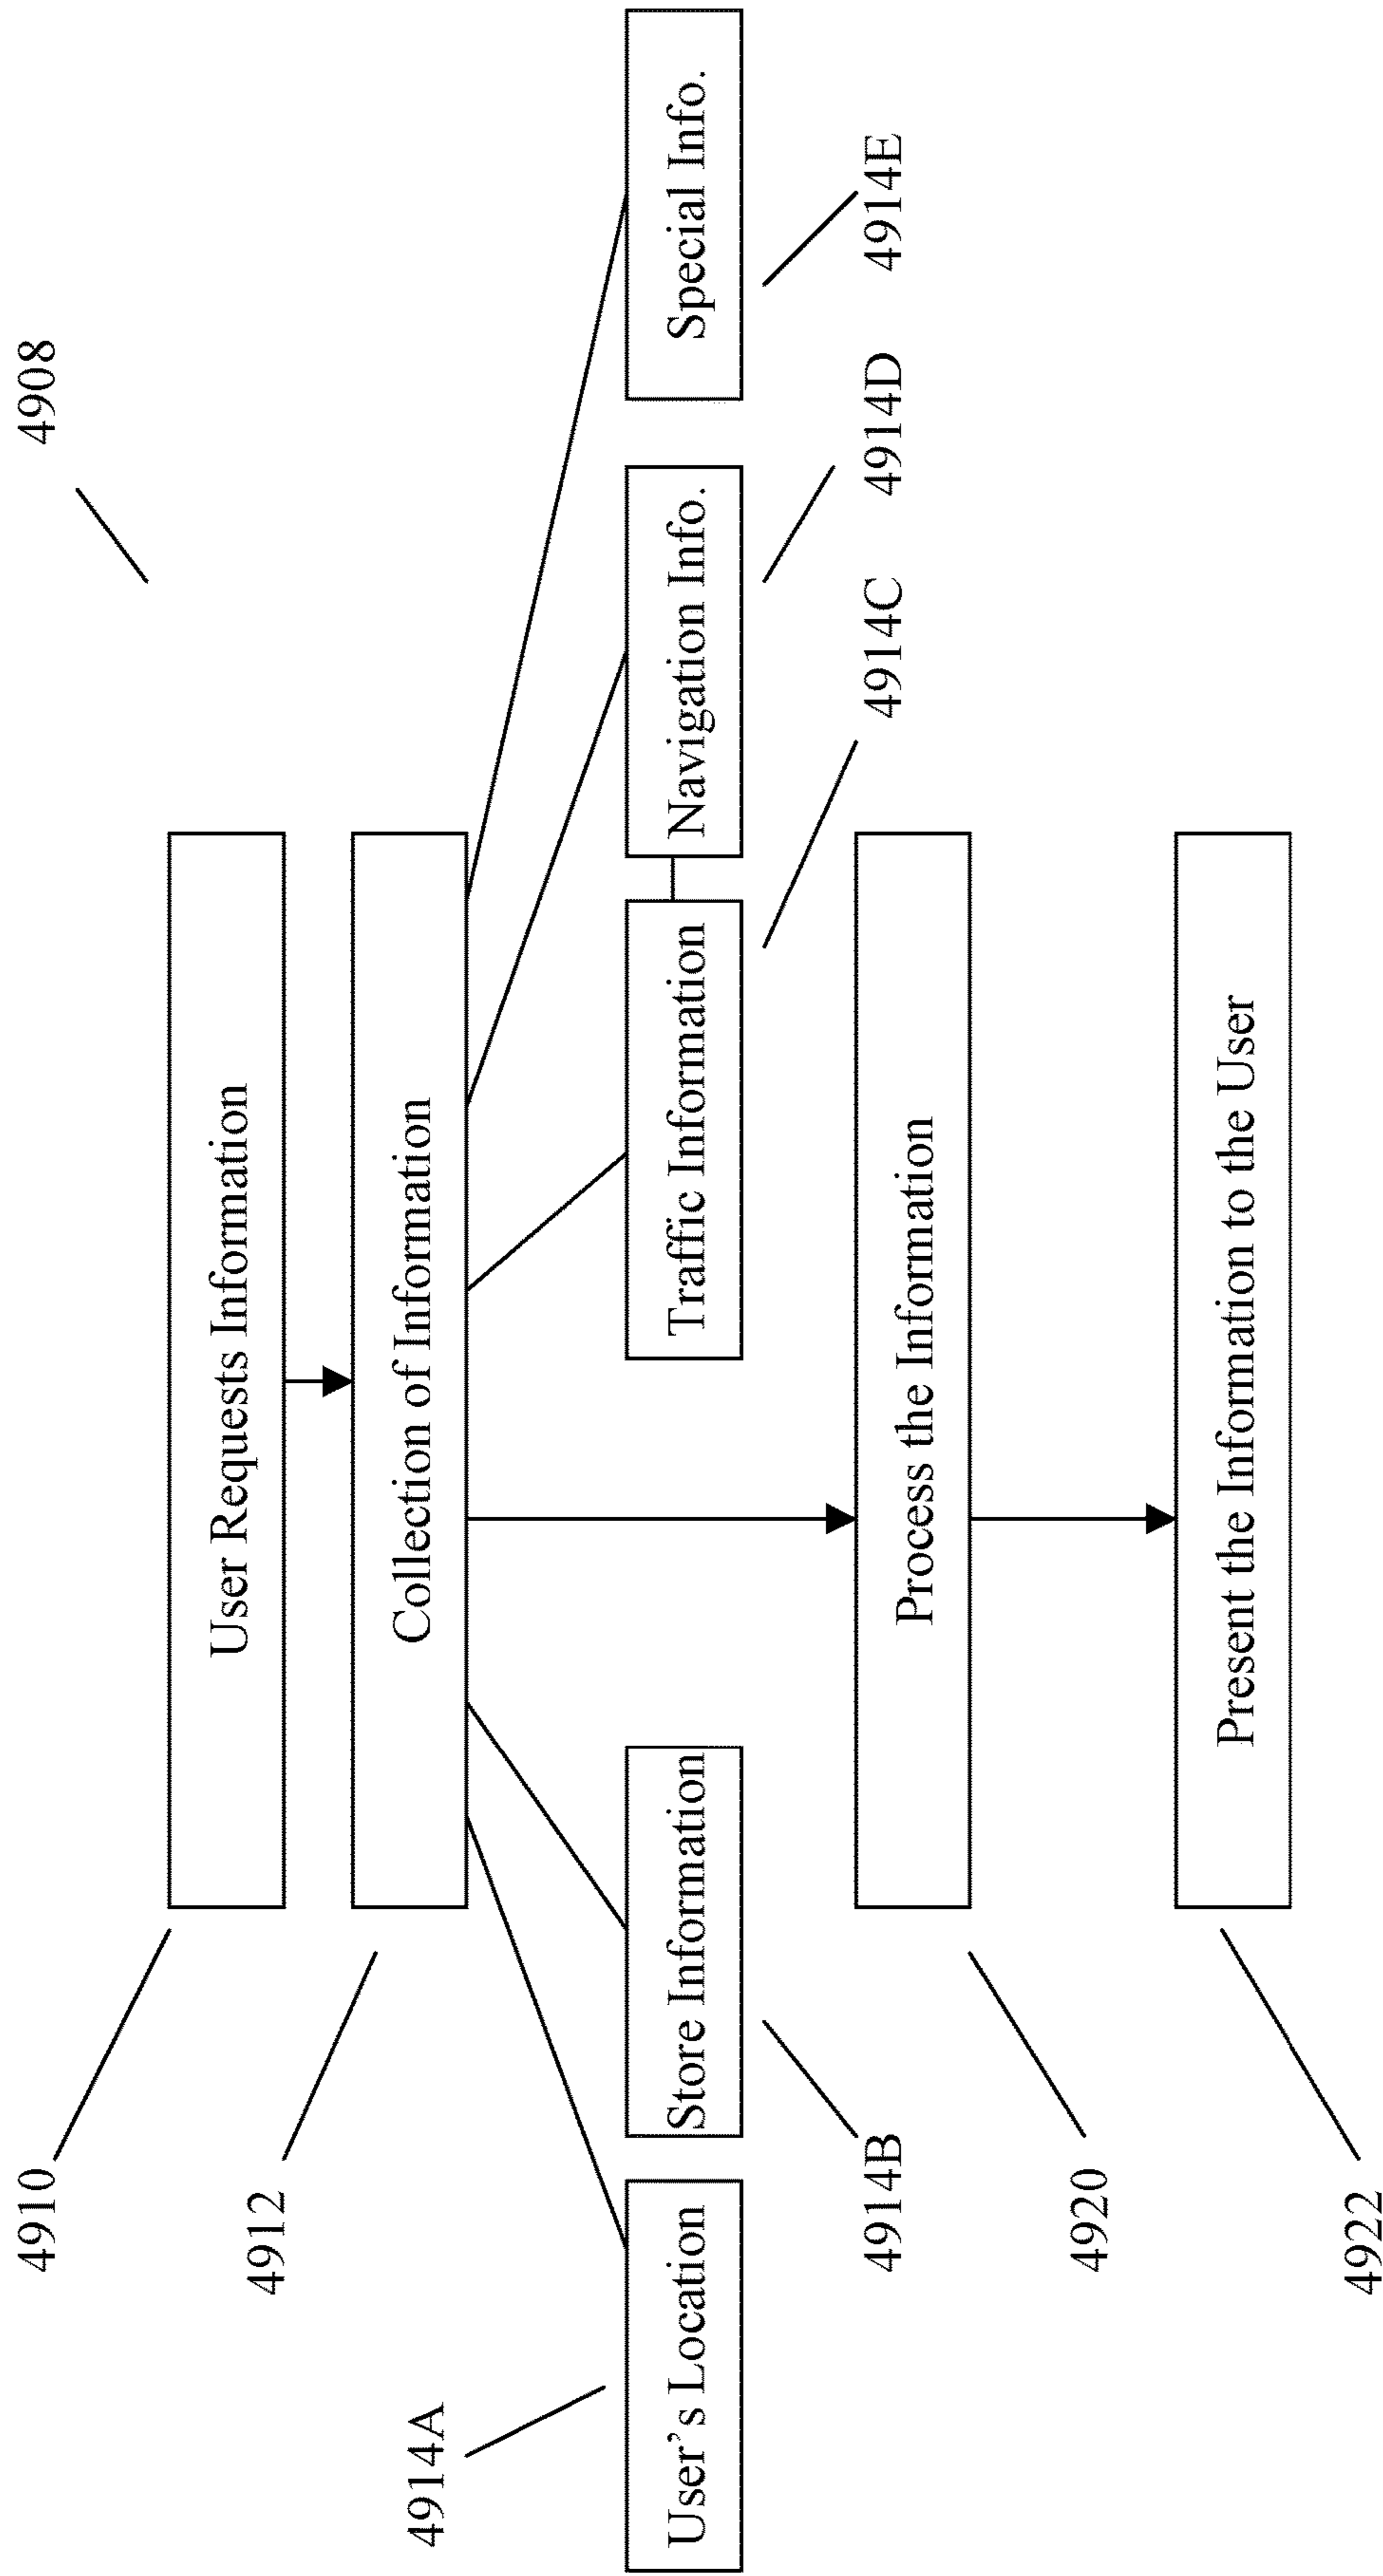 4908
4910
User Requests Information
4912
Collection of Information
4914A
User's Location
Store Information
Traffic Information
Navigation Info.
Special Info.
4914B
4914C
4914D
4914E
Process the Information
4920
Present the Information to the User
4922